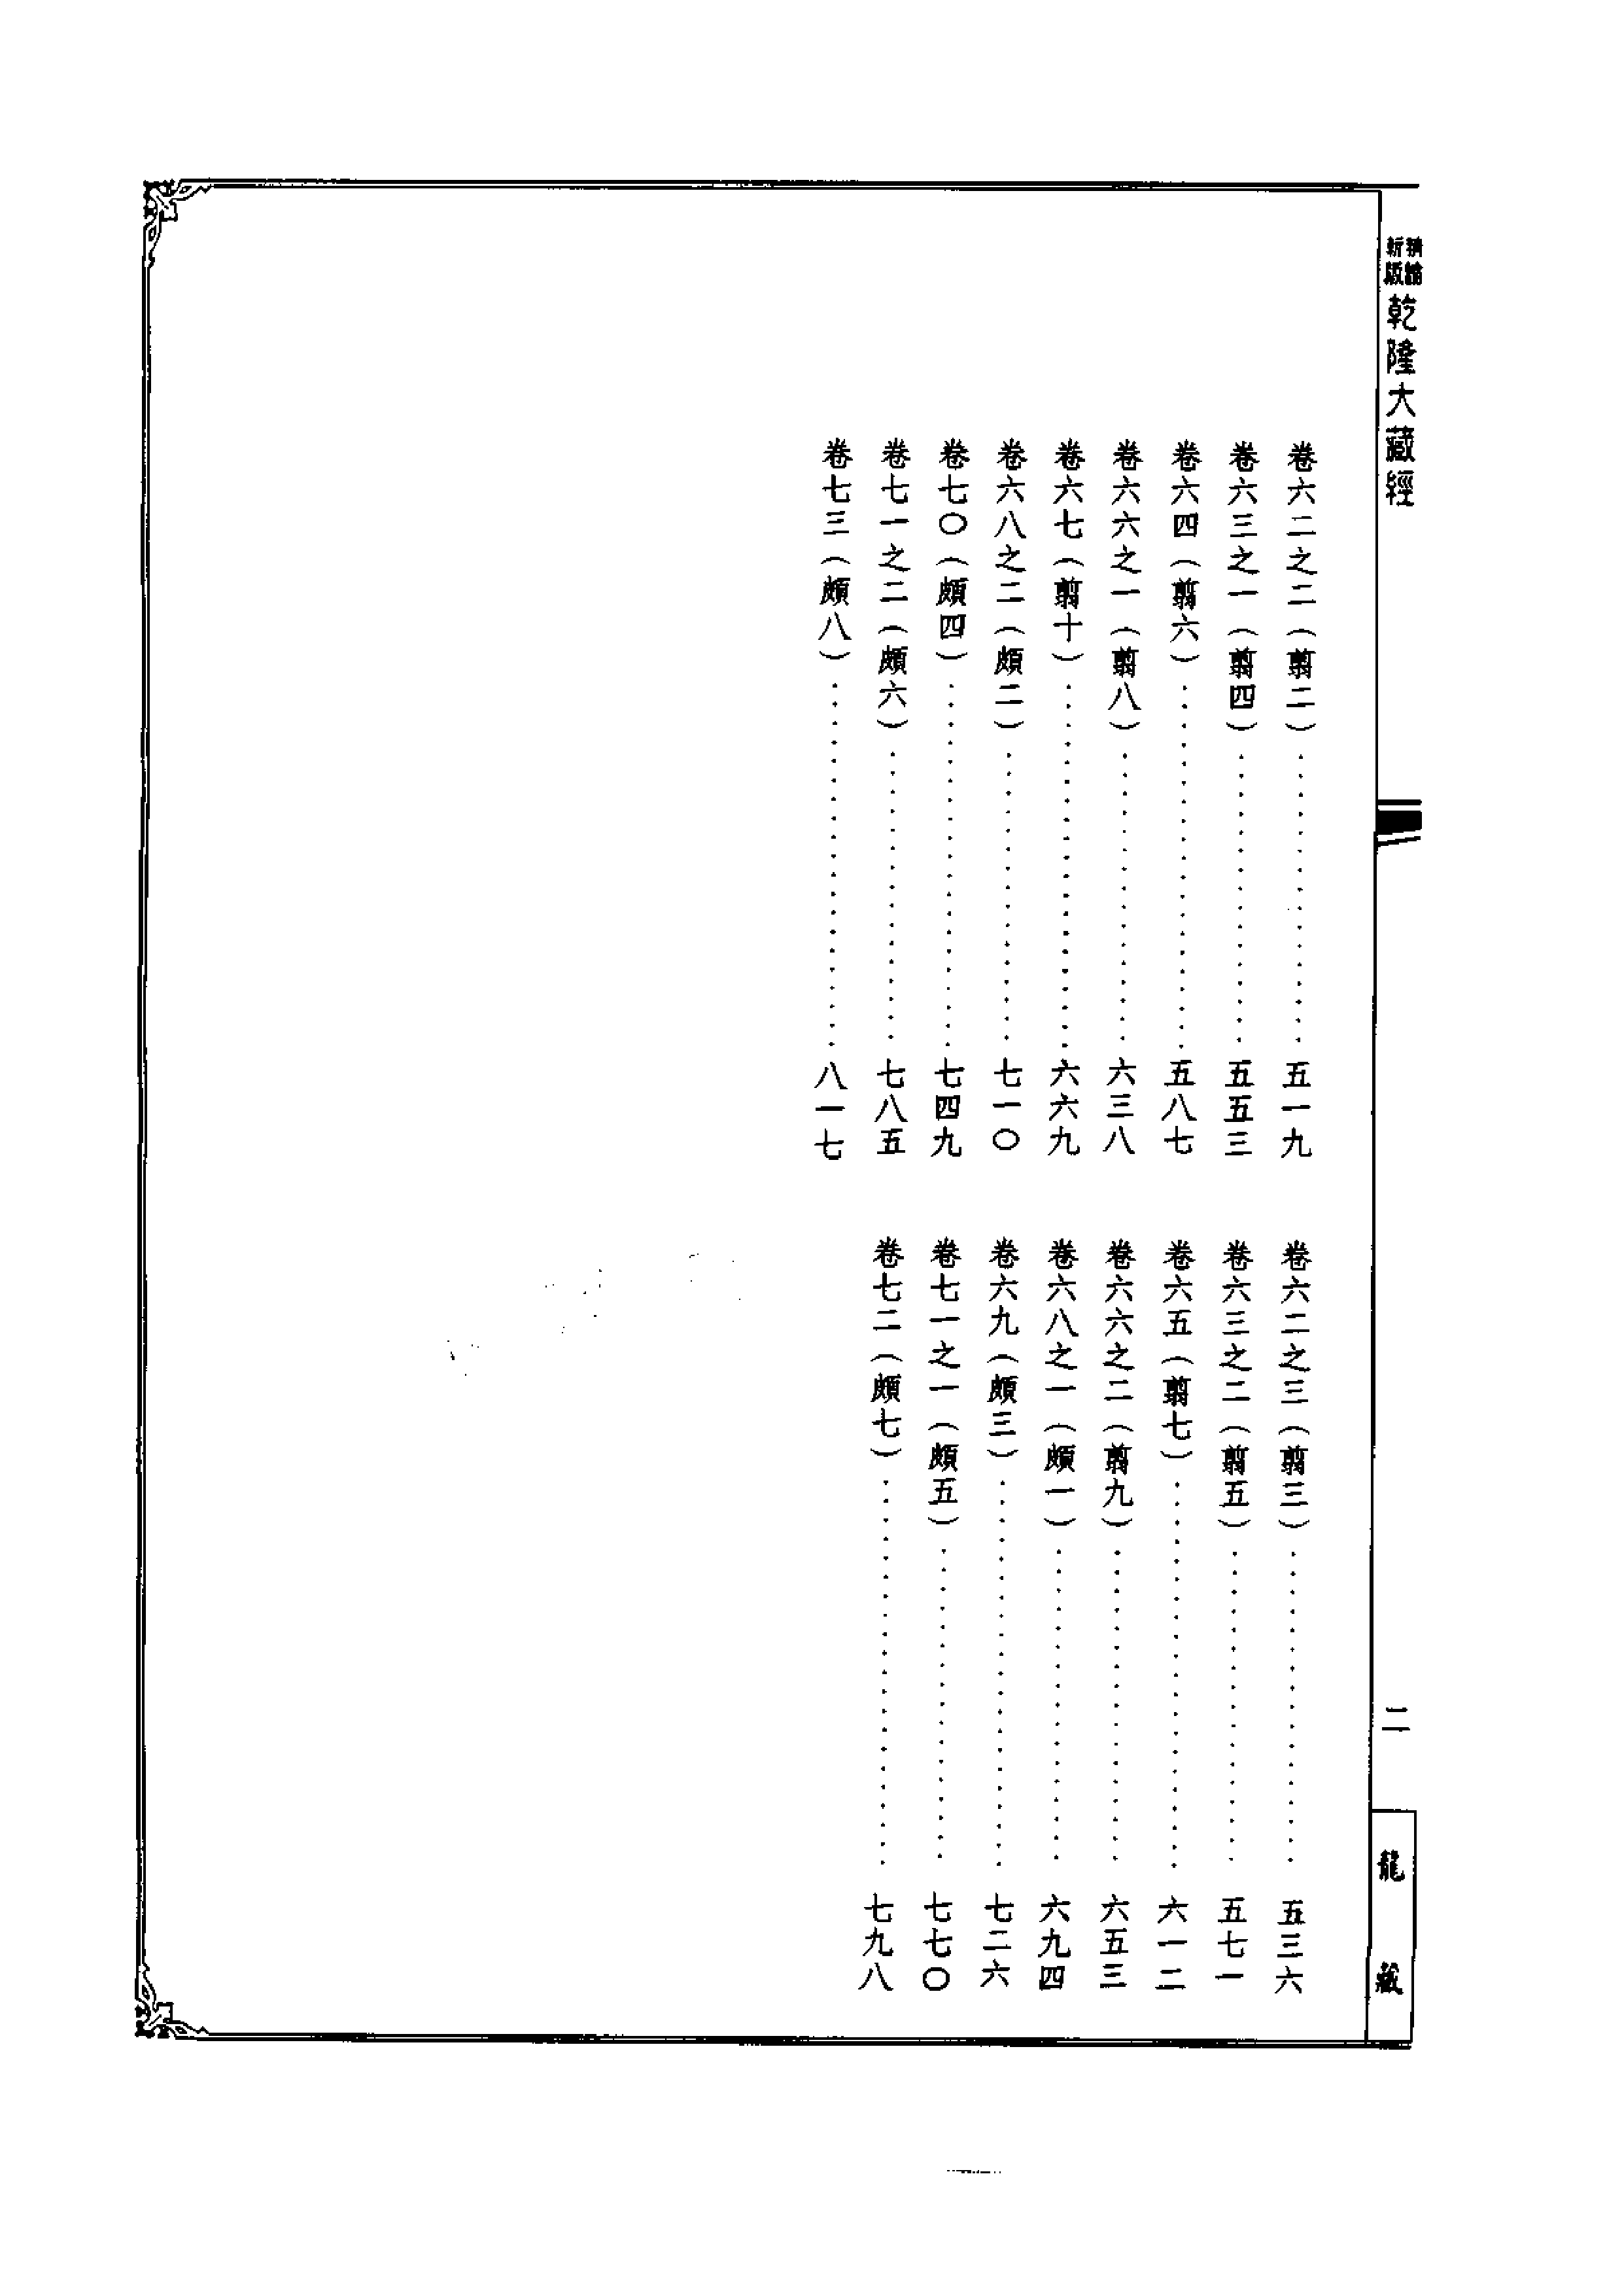 新版
乾隆大藏經
卷六二之二（翦二）……………五一九
卷六三之一（翦四）……………五五三
卷六四（翦六）……………五八七
卷六六之一（翦八）……………六三八
卷六七（翦十）……………六六九
卷六八之二（頗二）……………七一〇
卷七〇（頗四）……………七四九
卷七一之二（頗六）……………七八五
卷七三（頗八）……………八一七
卷六二之三（翦三）……………五三六
卷六三之二（翦五）……………五七一
卷六五（翦七）……………六一二
卷六六之二（翦九）……………六五三
卷六八之一（頗一）……………六九四
卷六九（頗三）……………七二六
卷七一之一（頗五）……………七七〇
卷七二（頗七）……………七九八
二
龍藏